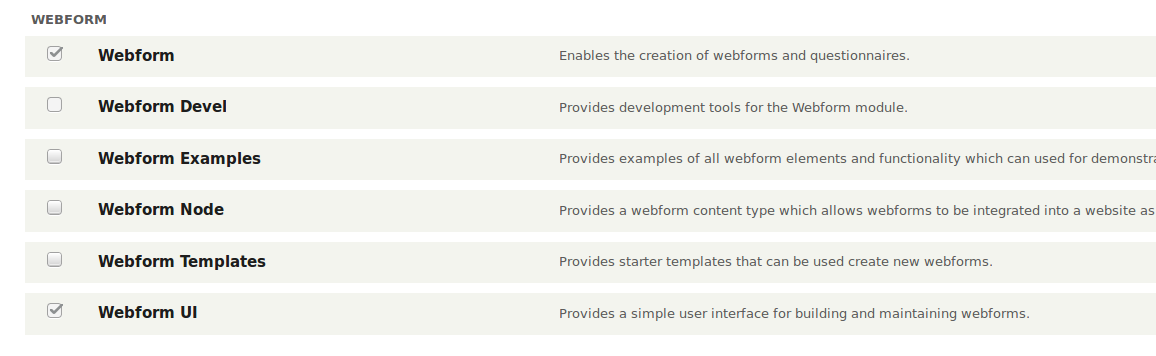 WEBFORM
Webform Enables the creation of webforms and questionnaires.
Webform Devel Provides development tools for the Webform module.
Webform Examples Provides examples of all webform elements and functionality which can used for
Webform Node Provides a webform content type which allows webforms to be integrated into a website as
Webform Templates Provides starter templates that can be used create new webforms.
Webform UI Provides a simple user interface for building and maintaining webforms.